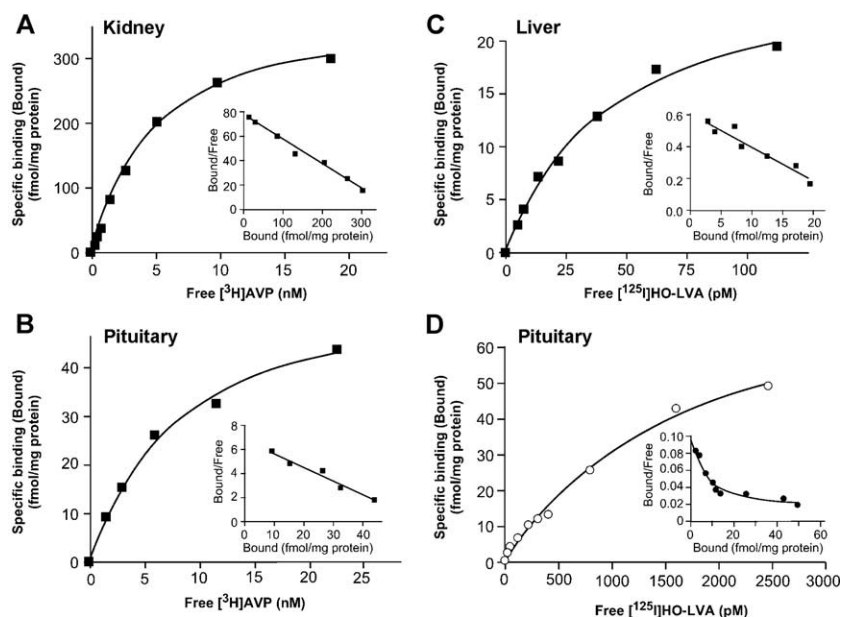 A Kidney
Specific binding (Bound)
(fmol/mg protein)
300
200
100
0
0 5 10 15 20
Free [³H]AVP (nM)
Bound/Free
80
60
40
20
0
0 100 200 300
Bound (fmol/mg protein)
C Liver
Specific binding (Bound)
(fmol/mg protein)
20
15
10
5
0
0 25 50 75 100
Free [¹²⁵I]HO-LVA (pM)
Bound/Free
0.6
0.4
0.2
0.0
0 5 10 15 20
Bound (fmol/mg protein)
B Pituitary
Specific binding (Bound)
(fmol/mg protein)
40
30
20
10
0
0 5 10 15 20 25
Free [³H]AVP (nM)
Bound/Free
8
6
4
2
0
0 10 20 30 40
Bound (fmol/mg protein)
D Pituitary
Specific binding (Bound)
(fmol/mg protein)
60
50
40
30
20
10
0
0 500 1000 1500 2000 2500 3000
Free [¹²⁵I]HO-LVA (pM)
Bound/Free
0.10
0.08
0.06
0.04
0.02
0
0 20 40 60
Bound (fmol/mg protein)